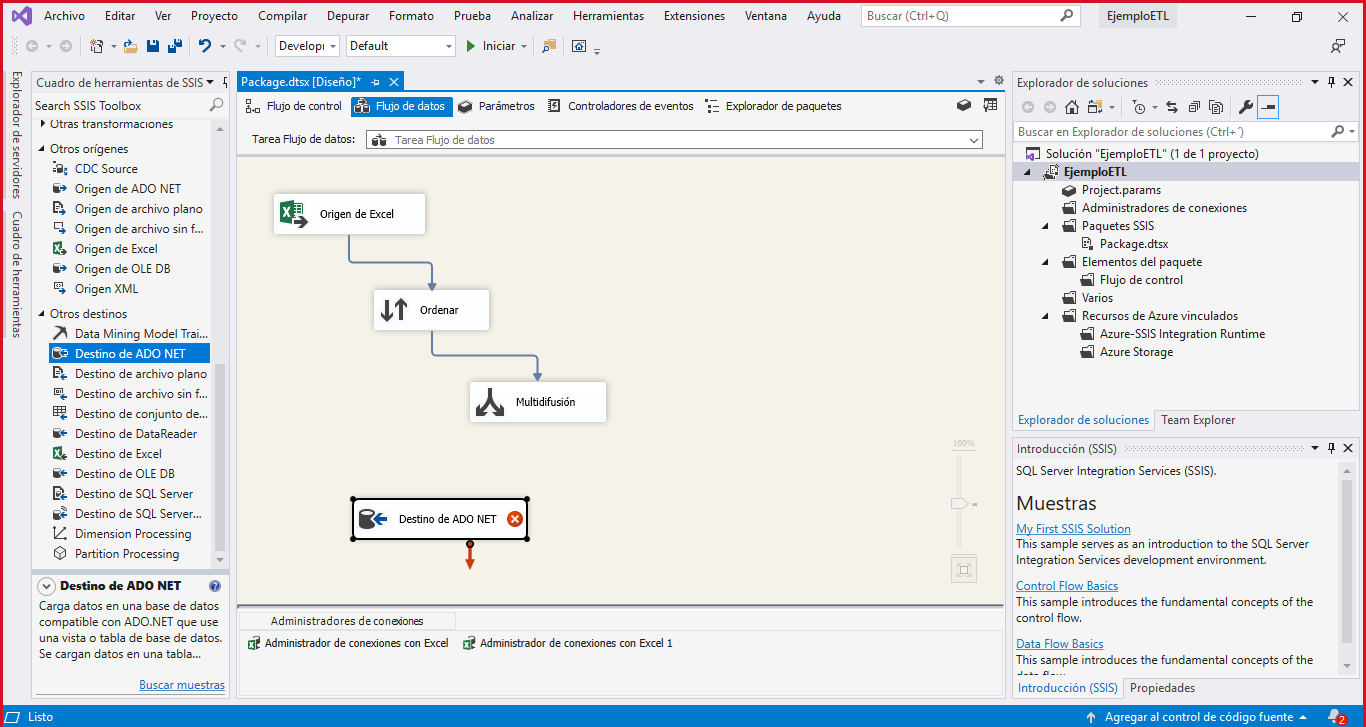 Archivo Editar Ver Proyecto Compilar Depurar Formato Prueba Analizar Herramientas Extensiones Ventana Ayuda Buscar (Ctrl+Q) EjemploETL
Developi Default Iniciar
Explorador de servidores
Cuadro de herramientas
Cuadro de herramientas de SSIS
Search SSIS Toolbox
Otras transformaciones
Otros orígenes
CDC Source
Origen de ADO NET
Origen de archivo plano
Origen de archivo sin f...
Origen de Excel
Origen de OLE DB
Origen XML
Otros destinos
Data Mining Model Trai...
Destino de ADO NET
Destino de archivo plano
Destino de archivo sin f...
Destino de conjunto de...
Destino de DataReader
Destino de Excel
Destino de OLE DB
Destino de SQL Server
Destino de SQL Server...
Dimension Processing
Partition Processing
Destino de ADO NET
Carga datos en una base de datos
compatible con ADO.NET que use
una vista o tabla de base de datos.
Se cargan datos en una tabla...
Buscar muestras
Package.dtsx [Diseño]*
Flujo de control Flujo de datos Parámetros Controladores de eventos Explorador de paquetes
Tarea Flujo de datos: Tarea Flujo de datos
Origen de Excel
Ordenar
Multidifusión
100%
Destino de ADO NET
Administradores de conexiones
Administrador de conexiones con Excel Administrador de conexiones con Excel 1
Explorador de soluciones
Buscar en Explorador de soluciones (Ctrl+´)
Solución "EjemploETL" (1 de 1 proyecto)
EjemploETL
Project.params
Administradores de conexiones
Paquetes SSIS
Package.dtsx
Elementos del paquete
Flujo de control
Varios
Recursos de Azure vinculados
Azure-SSIS Integration Runtime
Azure Storage
Explorador de soluciones Team Explorer
Introducción (SSIS)
SQL Server Integration Services (SSIS).
Muestras
My First SSIS Solution
This sample serves as an introduction to the SQL Server
Integration Services development environment.
Control Flow Basics
This sample introduces the fundamental concepts of the
control flow.
Data Flow Basics
This sample introduces the fundamental concepts of the
data flow.
Introducción (SSIS) Propiedades
Listo Agregar al control de código fuente 2